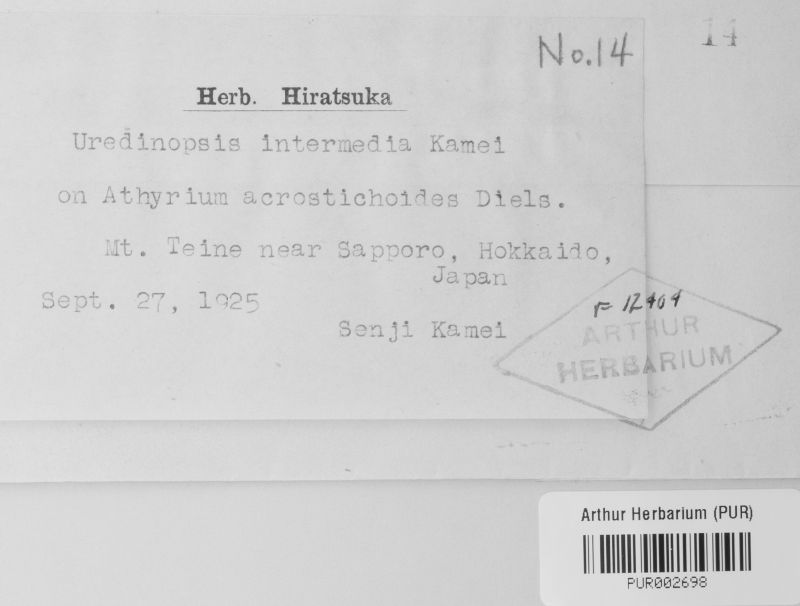 No.14
14
Herb. Hiratsuka
Uredinopsis intermedia Kamei
on Athyrium acrostichoides Diels.
Mt. Teine near Sapporo, Hokkaido,
Japan
Sept. 27, 1925
Senji Kamei
F 12404
ARTHUR
HERBARIUM
Arthur Herbarium (PUR)
PUR002698